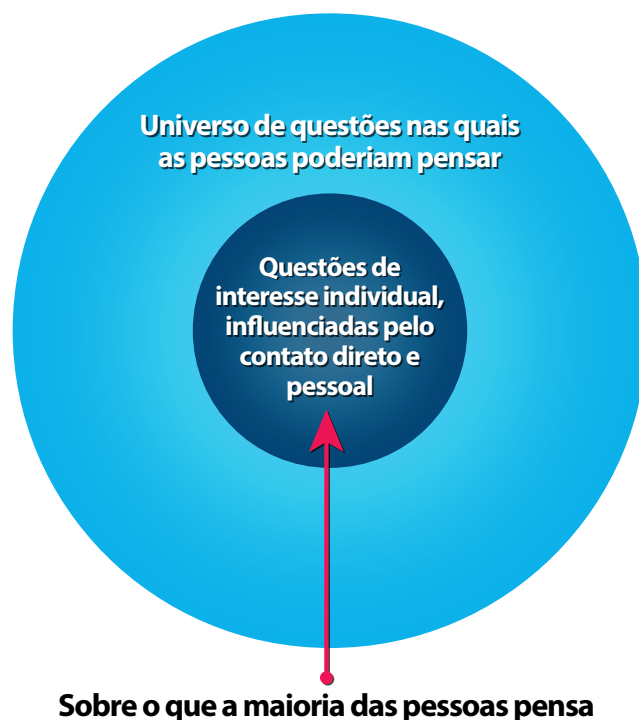 Universo de questões nas quais
as pessoas poderiam pensar
Questões de
interesse individual,
influenciadas pelo
contato direto e
pessoal
Sobre o que a maioria das pessoas pensa